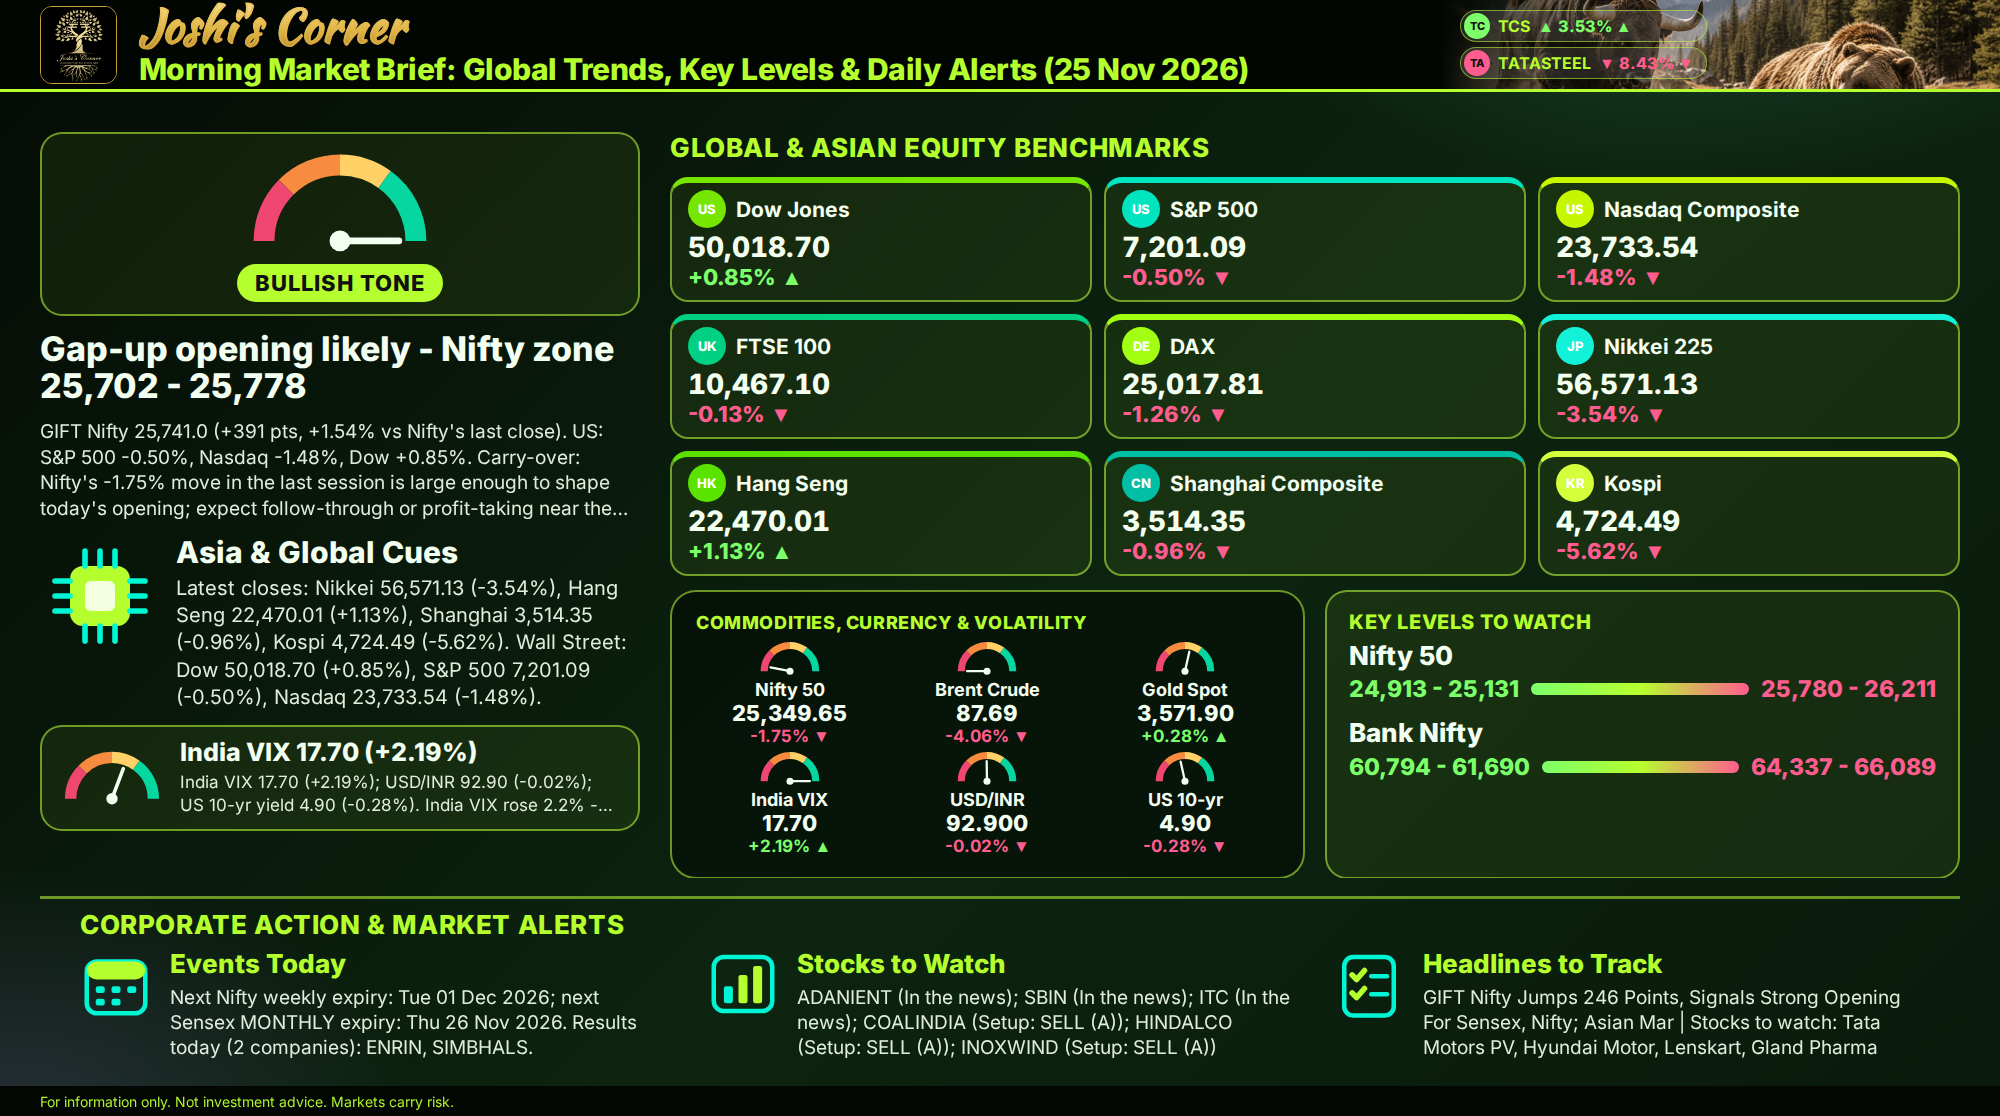 Joshi's Corner
Joshi's Corner
Morning Market Brief: Global Trends, Key Levels & Daily Alerts (25 Nov 2026)
TC TCS ▲ 3.53% ▲
TA TATASTEEL ▼ 8.43% ▼
BULLISH TONE
Gap-up opening likely - Nifty zone
25,702 - 25,778
GIFT Nifty 25,741.0 (+391 pts, +1.54% vs Nifty's last close). US:
S&P 500 -0.50%, Nasdaq -1.48%, Dow +0.85%. Carry-over:
Nifty's -1.75% move in the last session is large enough to shape
today's opening; expect follow-through or profit-taking near the...
Asia & Global Cues
Latest closes: Nikkei 56,571.13 (-3.54%), Hang
Seng 22,470.01 (+1.13%), Shanghai 3,514.35
(-0.96%), Kospi 4,724.49 (-5.62%). Wall Street:
Dow 50,018.70 (+0.85%), S&P 500 7,201.09
(-0.50%), Nasdaq 23,733.54 (-1.48%).
India VIX 17.70 (+2.19%)
India VIX 17.70 (+2.19%); USD/INR 92.90 (-0.02%);
US 10-yr yield 4.90 (-0.28%). India VIX rose 2.2% -...
GLOBAL & ASIAN EQUITY BENCHMARKS
US Dow Jones
50,018.70
+0.85% ▲
US S&P 500
7,201.09
-0.50% ▼
US Nasdaq Composite
23,733.54
-1.48% ▼
UK FTSE 100
10,467.10
-0.13% ▼
DE DAX
25,017.81
-1.26% ▼
JP Nikkei 225
56,571.13
-3.54% ▼
HK Hang Seng
22,470.01
+1.13% ▲
CN Shanghai Composite
3,514.35
-0.96% ▼
KR Kospi
4,724.49
-5.62% ▼
COMMODITIES, CURRENCY & VOLATILITY
Nifty 50
25,349.65
-1.75% ▼
Brent Crude
87.69
-4.06% ▼
Gold Spot
3,571.90
+0.28% ▲
India VIX
17.70
+2.19% ▲
USD/INR
92.900
-0.02% ▼
US 10-yr
4.90
-0.28% ▼
KEY LEVELS TO WATCH
Nifty 50
24,913 - 25,131 25,780 - 26,211
Bank Nifty
60,794 - 61,690 64,337 - 66,089
CORPORATE ACTION & MARKET ALERTS
Events Today
Next Nifty weekly expiry: Tue 01 Dec 2026; next
Sensex MONTHLY expiry: Thu 26 Nov 2026. Results
today (2 companies): ENRIN, SIMBHALS.
Stocks to Watch
ADANIENT (In the news); SBIN (In the news); ITC (In the
news); COALINDIA (Setup: SELL (A)); HINDALCO
(Setup: SELL (A)); INOXWIND (Setup: SELL (A))
Headlines to Track
GIFT Nifty Jumps 246 Points, Signals Strong Opening
For Sensex, Nifty; Asian Mar | Stocks to watch: Tata
Motors PV, Hyundai Motor, Lenskart, Gland Pharma
For information only. Not investment advice. Markets carry risk.